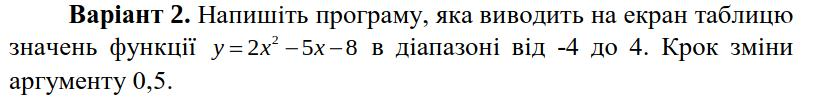 Варіант 2. Напишіть програму, яка виводить на екран таблицю
значень функції y = 2x² − 5x − 8 в діапазоні від -4 до 4. Крок зміни
аргументу 0,5.